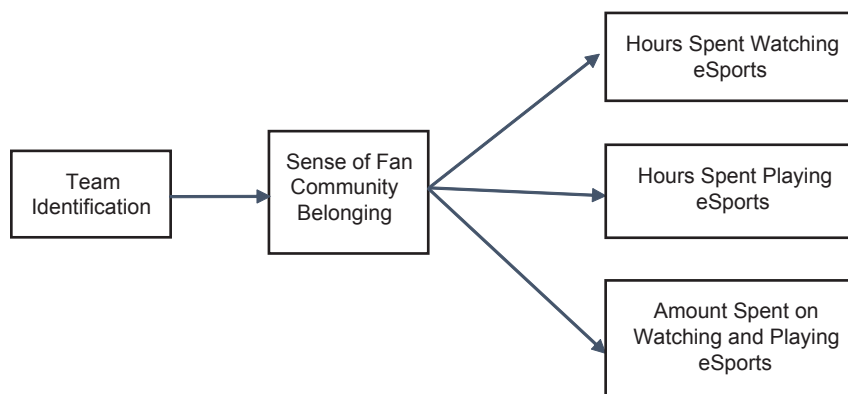 Team
Identification
Sense of Fan
Community
Belonging
Hours Spent Watching
eSports
Hours Spent Playing
eSports
Amount Spent on
Watching and Playing
eSports